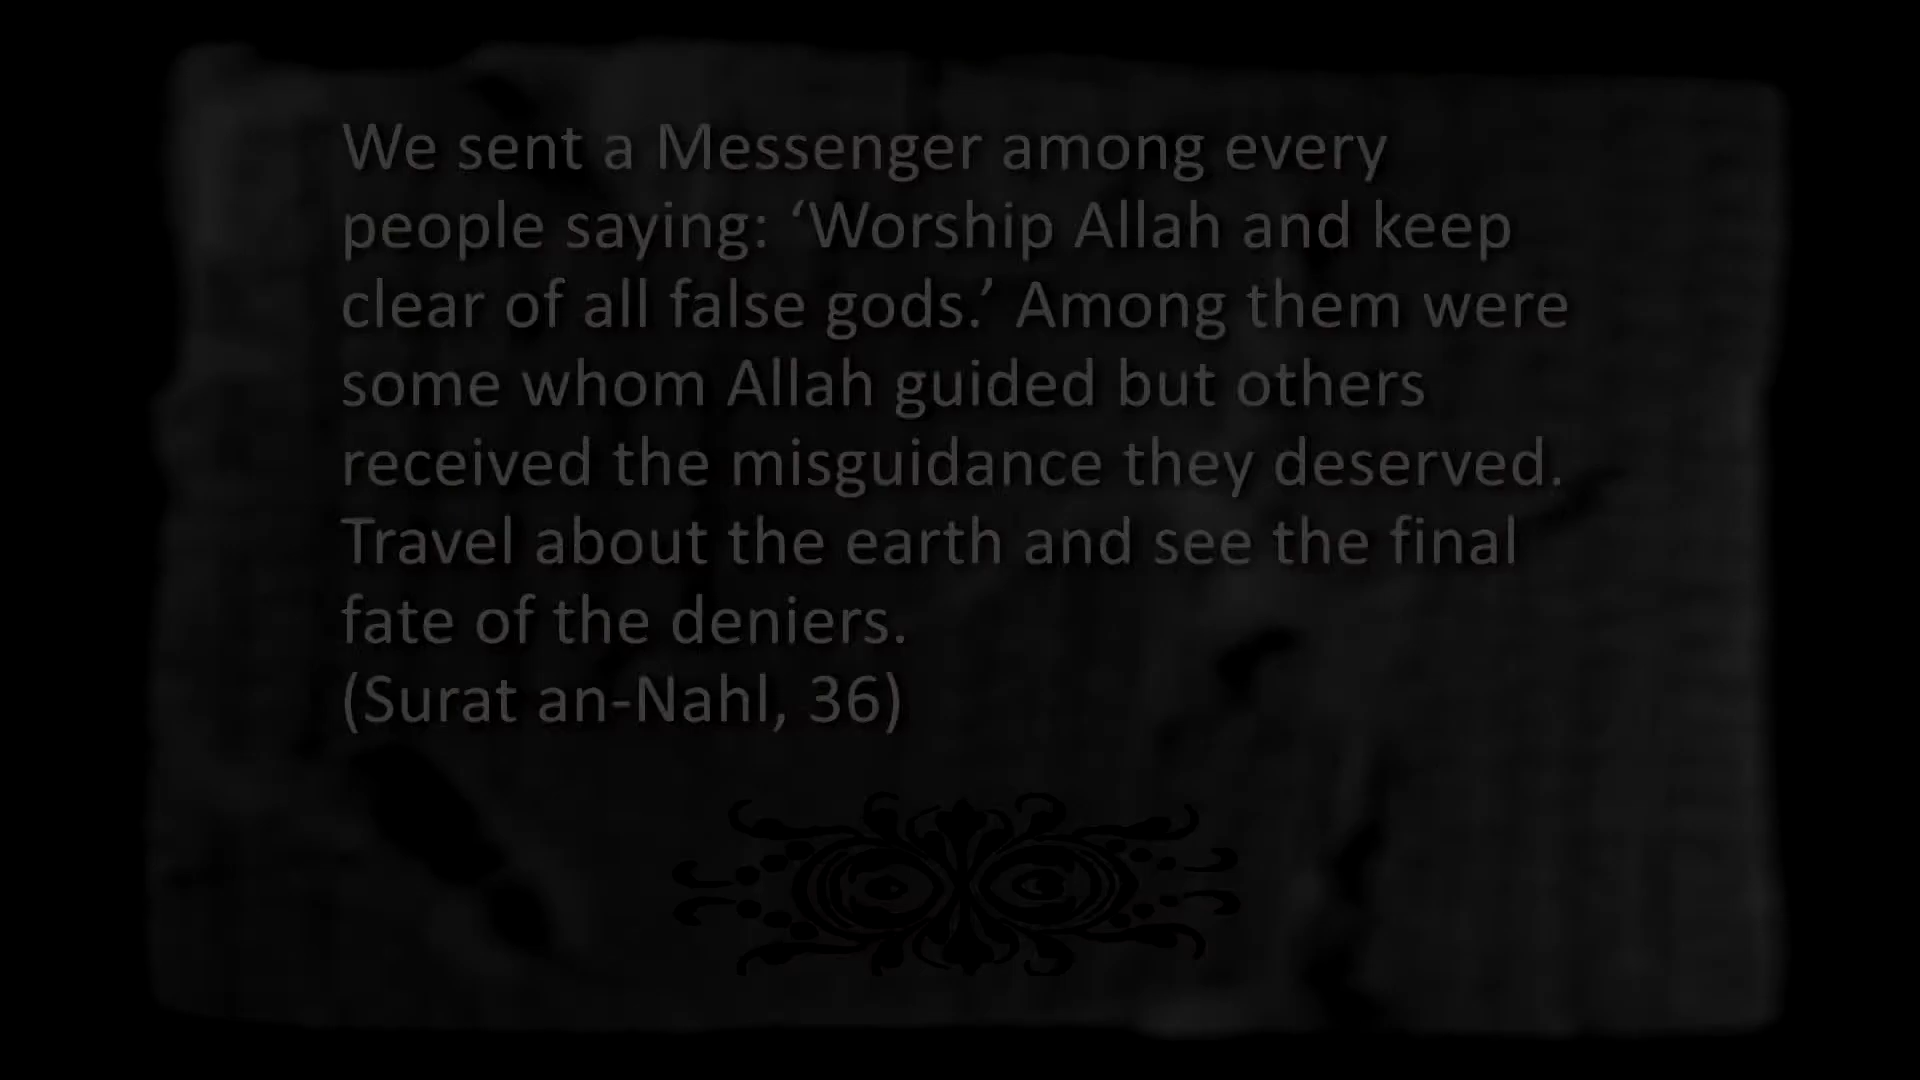 We sent a Messenger among every
people saying: ‘Worship Allah and keep
clear of all false gods.’ Among them were
some whom Allah guided but others
received the misguidance they deserved.
Travel about the earth and see the final
fate of the deniers.
(Surat an-Nahl, 36)